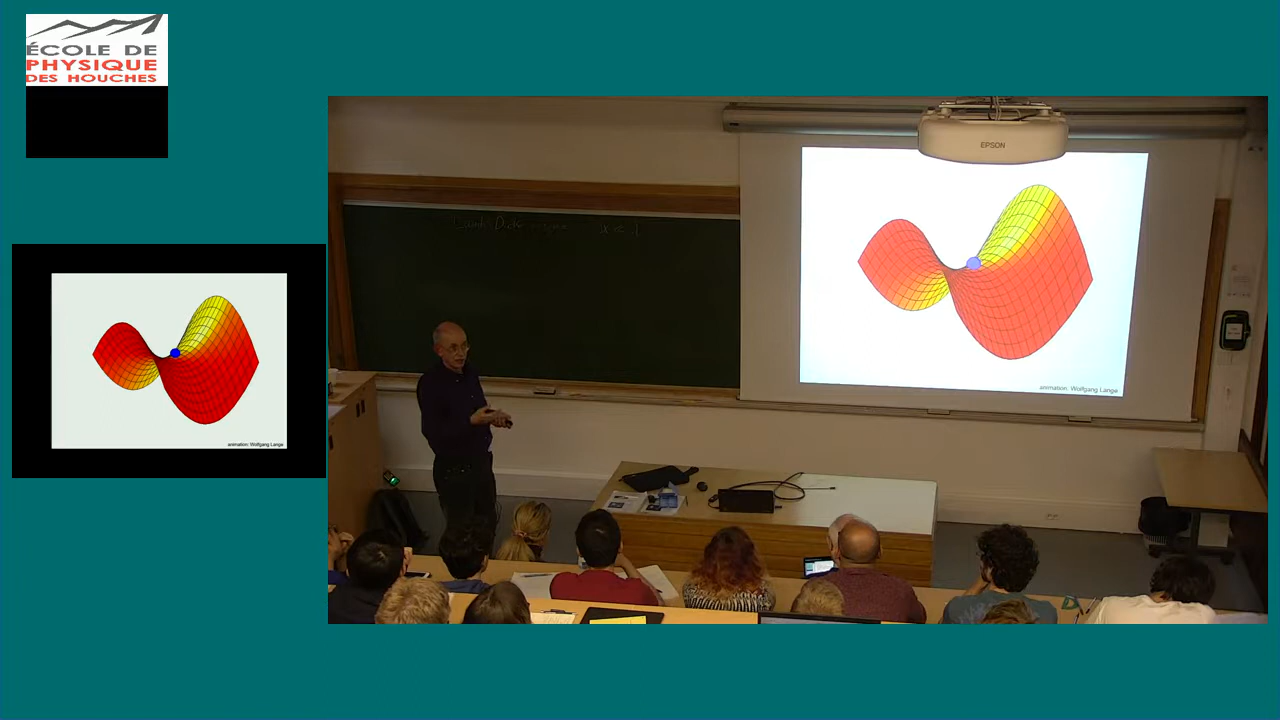 ÉCOLE DE
PHYSIQUE
DES HOUCHES
EPSON
animation: Wolfgang Lange
animation: Wolfgang Lange